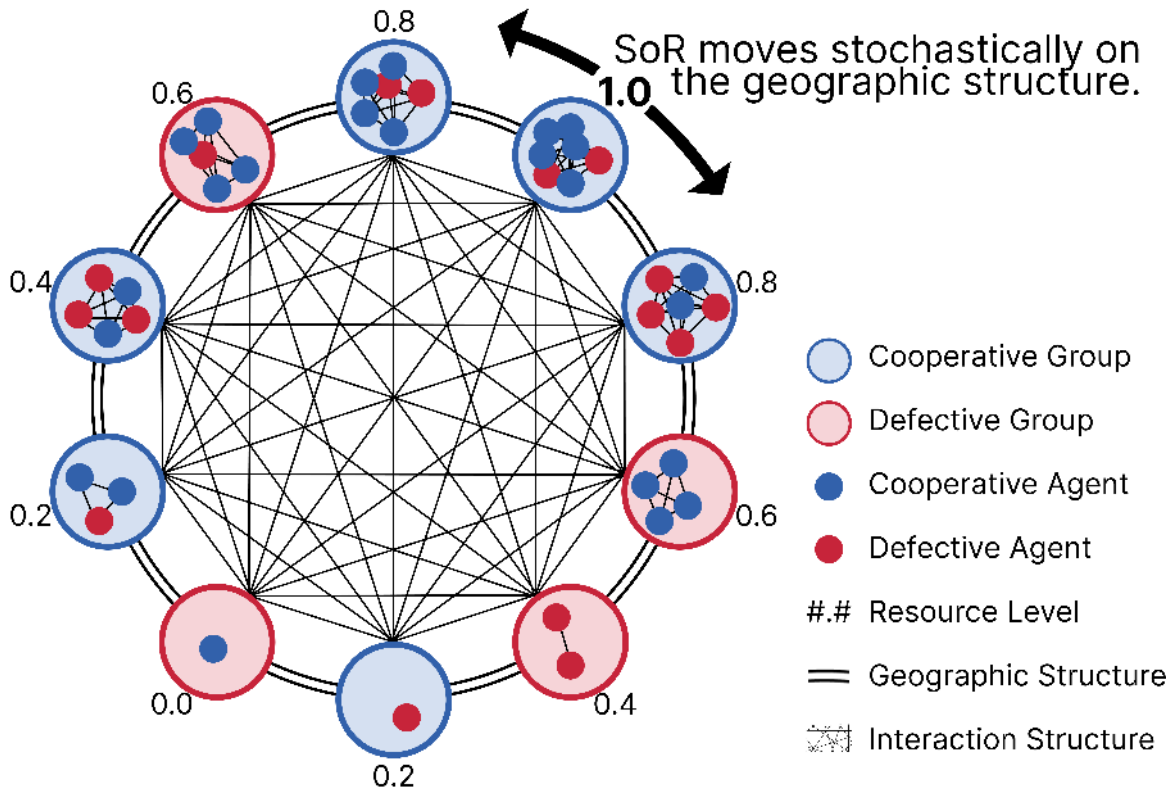 0.8
SoR moves stochastically on
the geographic structure.
1.0
0.6
0.4
0.8
0.2
0.6
0.0
0.4
0.2
Cooperative Group
Defective Group
Cooperative Agent
Defective Agent
#.# Resource Level
Geographic Structure
Interaction Structure